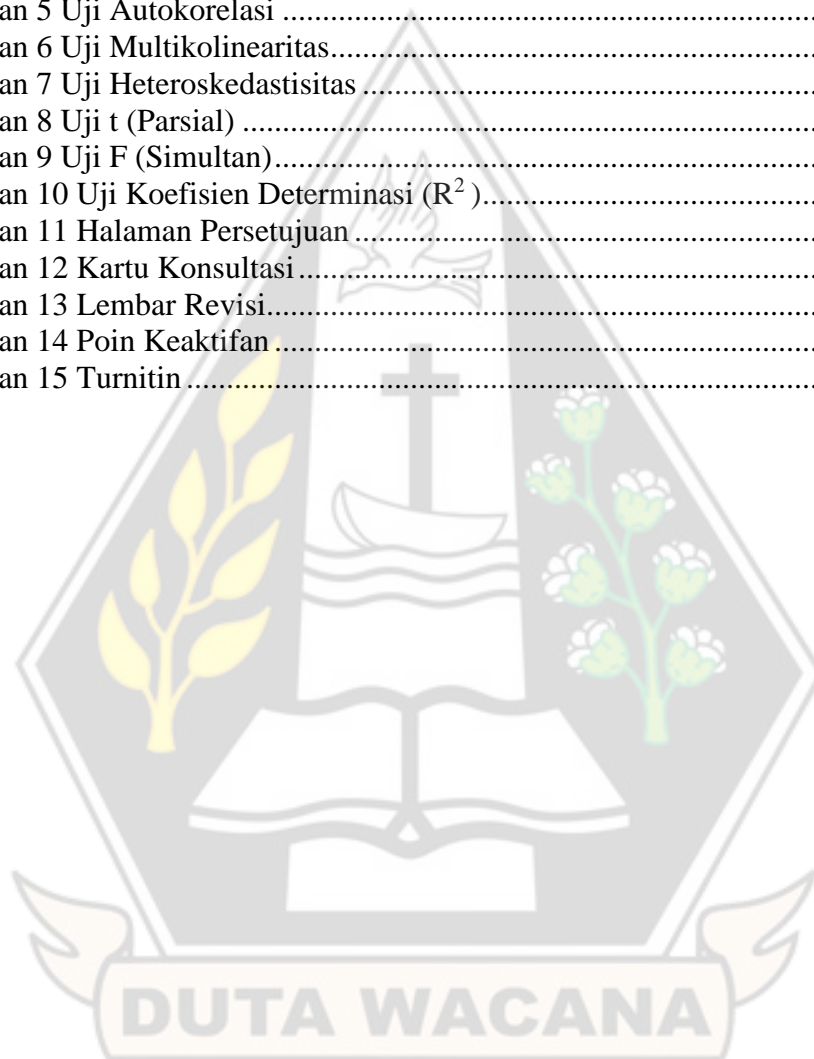 an 5 Uji Autokorelasi ....................................................................
an 6 Uji Multikolinearitas..............................................................
an 7 Uji Heteroskedastisitas ..........................................................
an 8 Uji t (Parsial) .........................................................................
an 9 Uji F (Simultan).....................................................................
an 10 Uji Koefisien Determinasi (R² )..........................................
an 11 Halaman Persetujuan ...........................................................
an 12 Kartu Konsultasi ..................................................................
an 13 Lembar Revisi......................................................................
an 14 Poin Keaktifan .....................................................................
an 15 Turnitin ................................................................................
DUTA WACANA